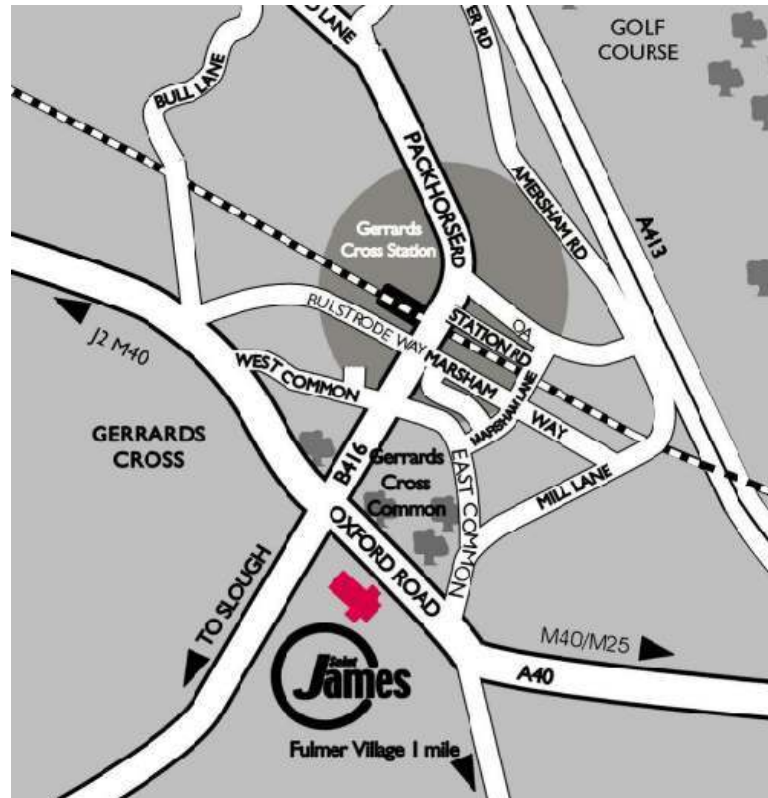 GOLF
COURSE
LANE
ER RD
BULL LANE
PACKHORSE RD
AMERSHAM RD
A413
Gerrards
Cross Station
STATION RD
OA
BULSTRODE WAY
MARSHAM WAY
J2 M40
WEST COMMON
MARSHAM LANE
GERRARDS
CROSS
B416
Gerrards
Cross
Common
EAST COMMON
MILL LANE
OXFORD ROAD
TO SLOUGH
M40/M25
A40
Saint
James
Fulmer Village 1 mile